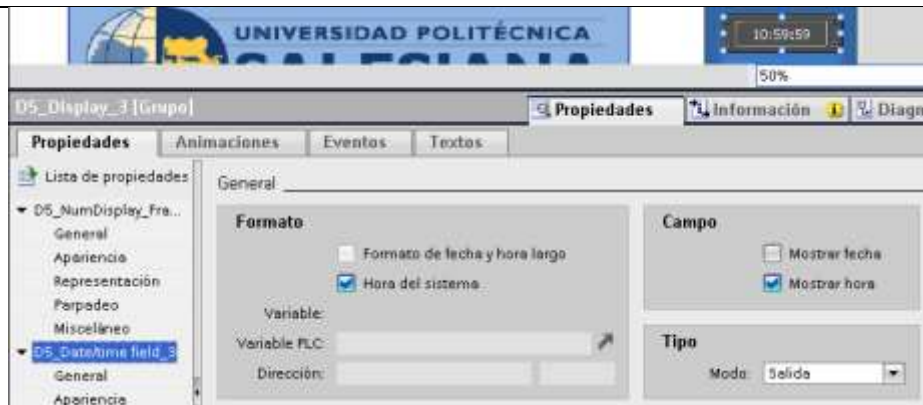 UNIVERSIDAD POLITÉCNICA
SALESIANA
10:59:59
50%
D5_Display_3 [Grupo]
Propiedades
Información
Diagn
Propiedades
Animaciones
Eventos
Textos
Lista de propiedades
General
D5_NumDisplay_Fra...
General
Apariencia
Representación
Parpadeo
Misceláneo
D5_Date/time field_3
General
Apariencia
Formato
Formato de fecha y hora largo
Hora del sistema
Variable:
Variable PLC:
Dirección:
Campo
Mostrar fecha
Mostrar hora
Tipo
Modo: Salida